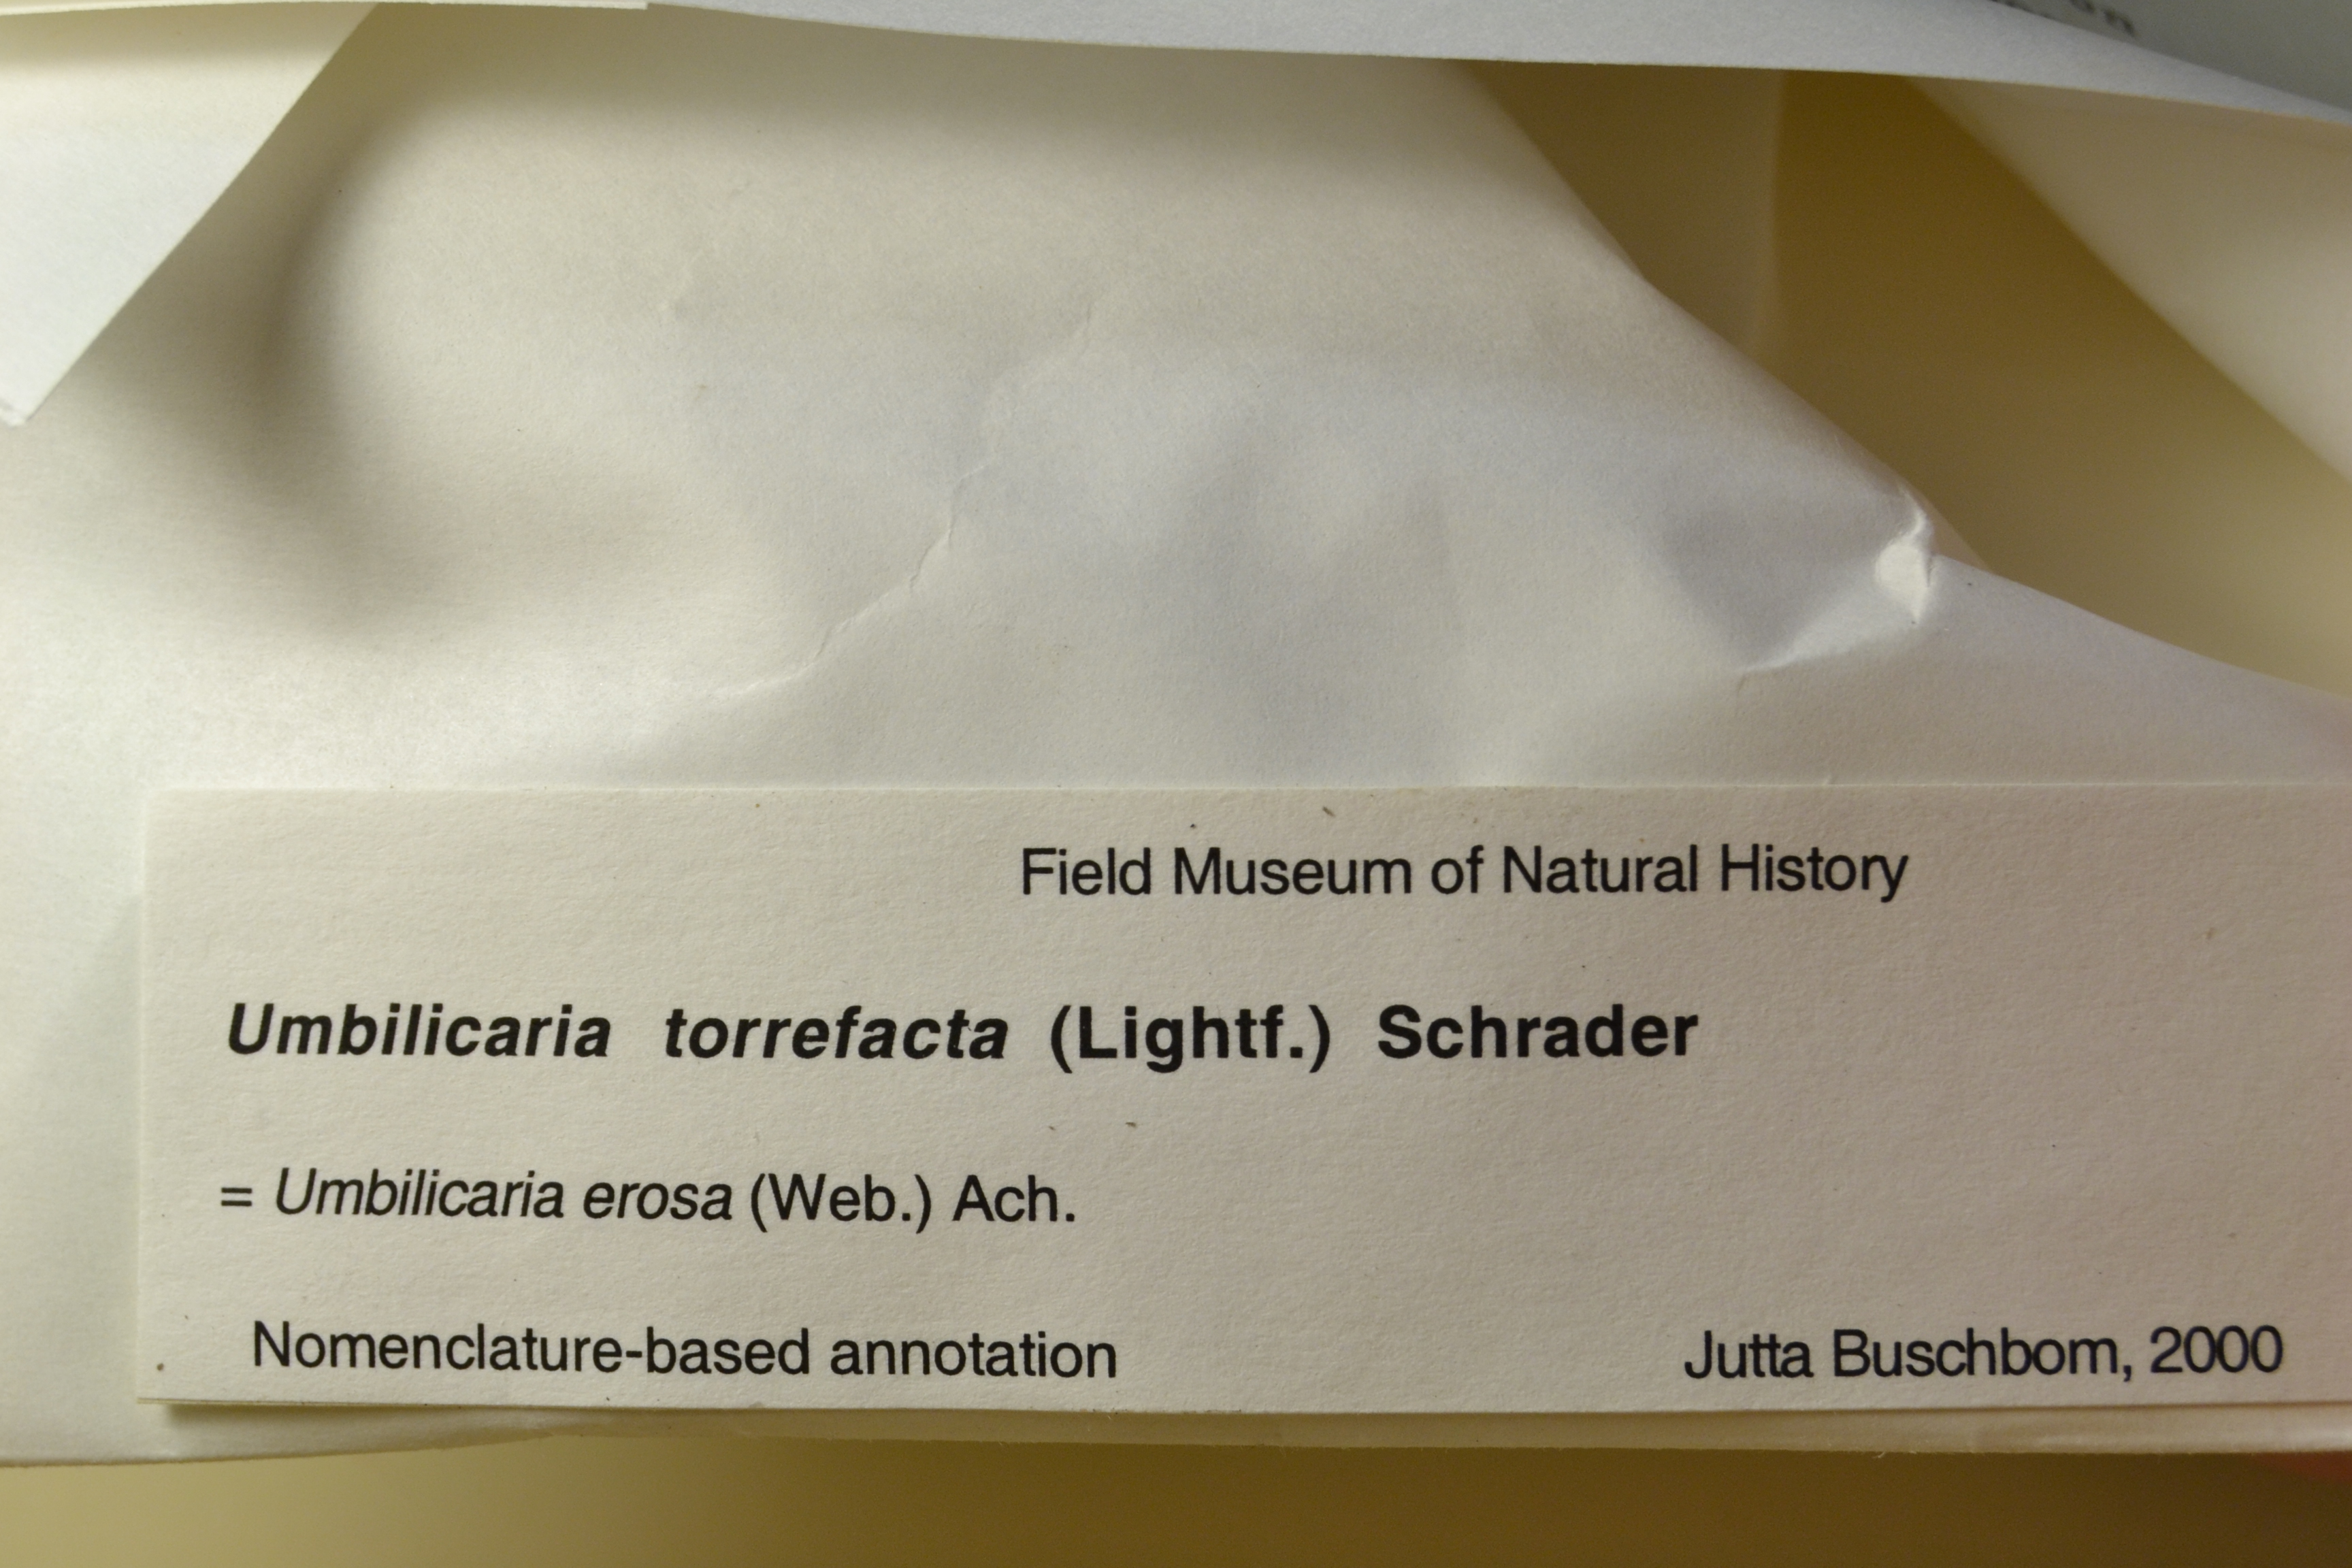 Field Museum of Natural History
Umbilicaria torrefacta (Lightf.) Schrader
= Umbilicaria erosa (Web.) Ach.
Nomenclature-based annotation
Jutta Buschbom, 2000